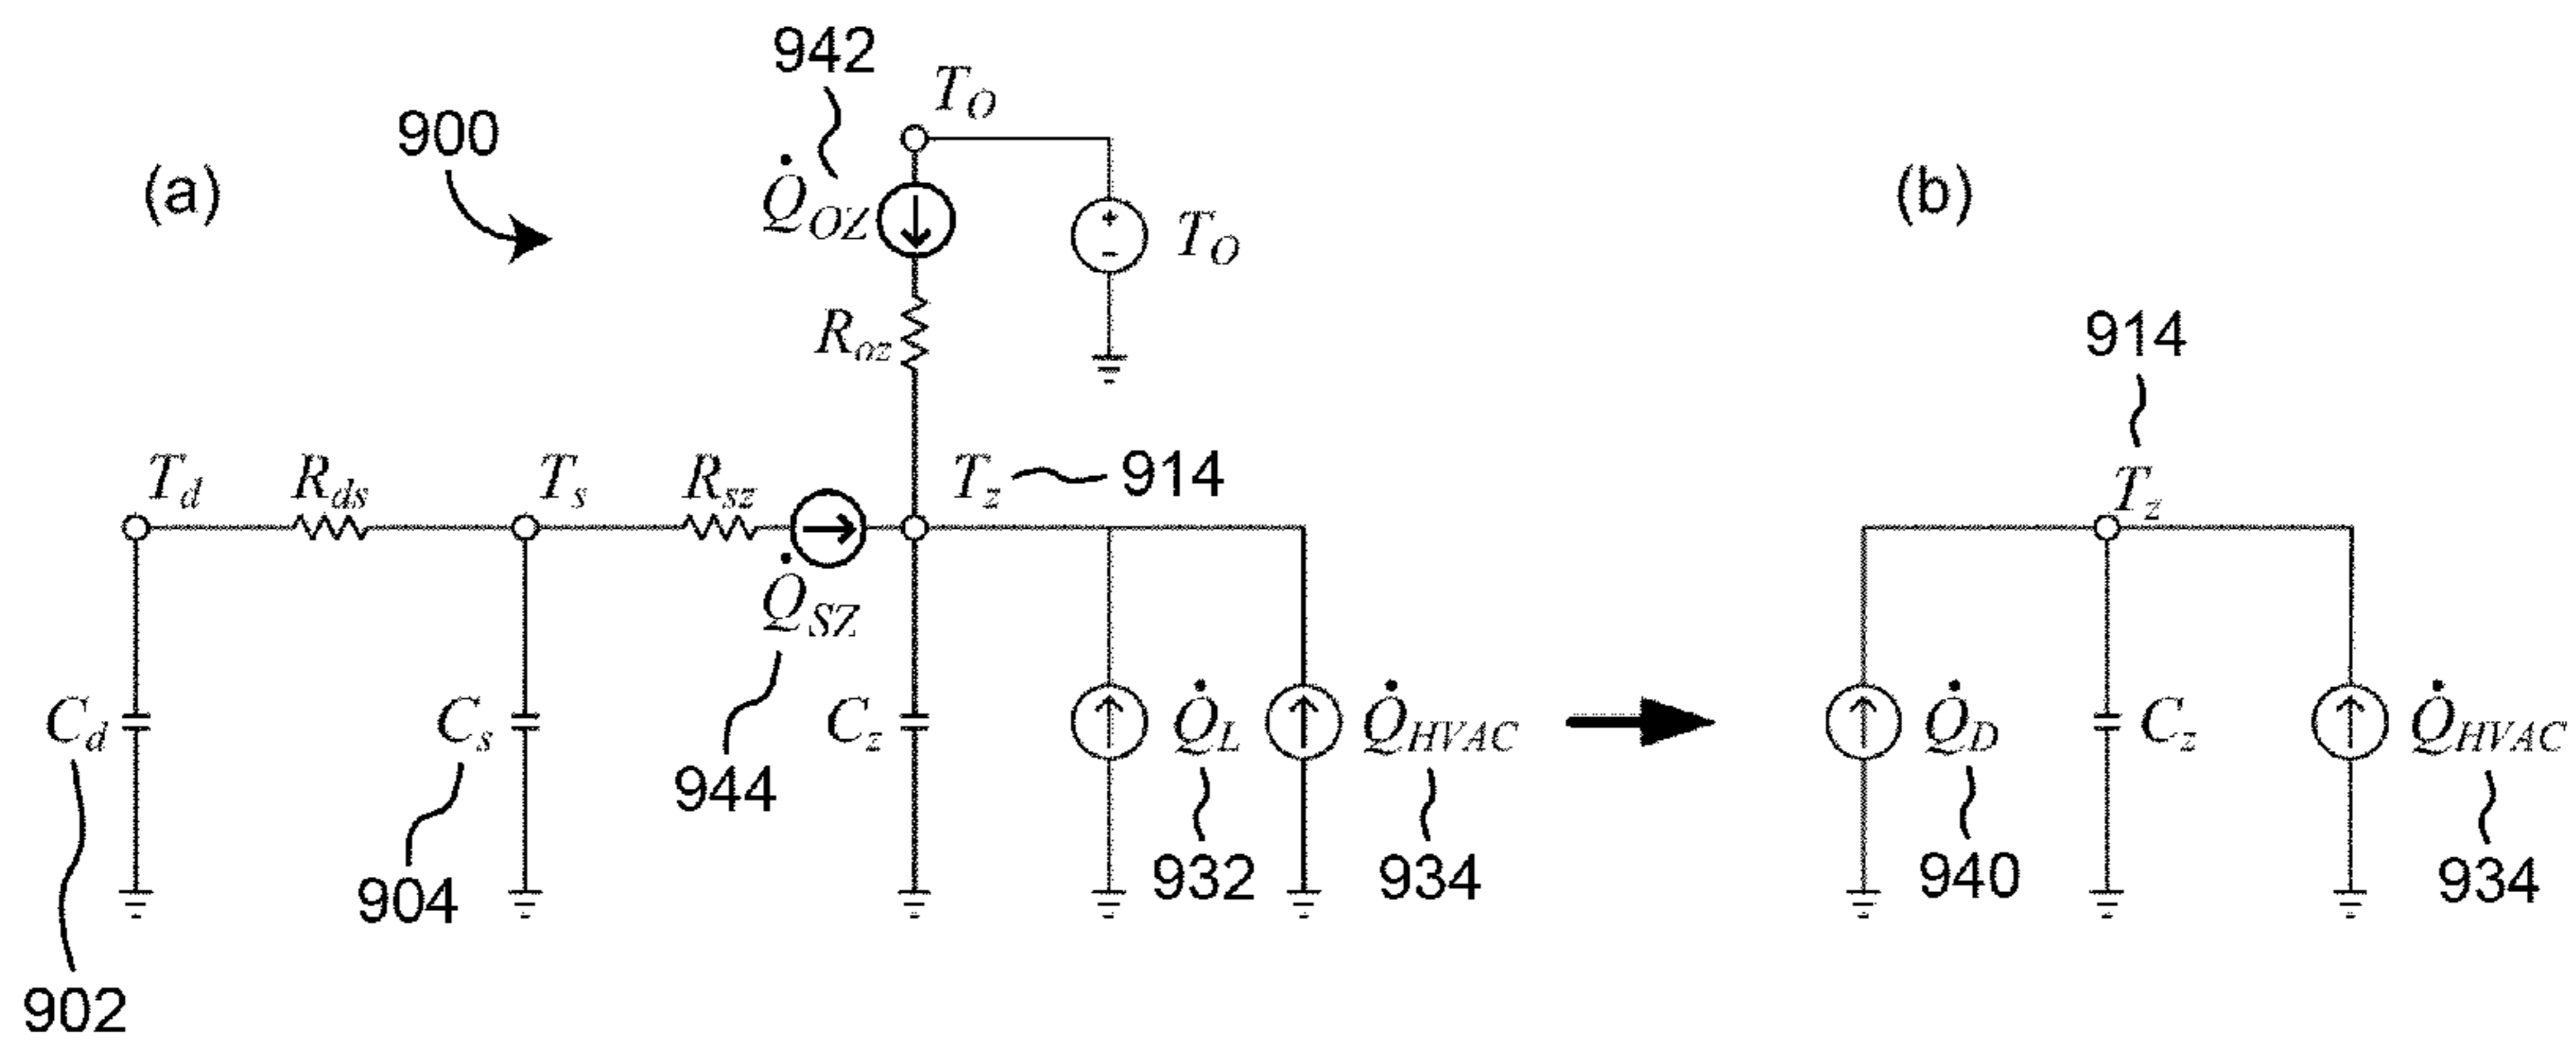 942
T_O
900
(a)
Q̇_OZ
T_O
(b)
R_oz
914
T_d
R_ds
T_s
R_sz
T_z
914
T_z
Q̇_SZ
C_d
C_s
C_z
Q̇_L
Q̇_HVAC
Q̇_D
C_z
Q̇_HVAC
944
932
934
940
934
904
902
+
-